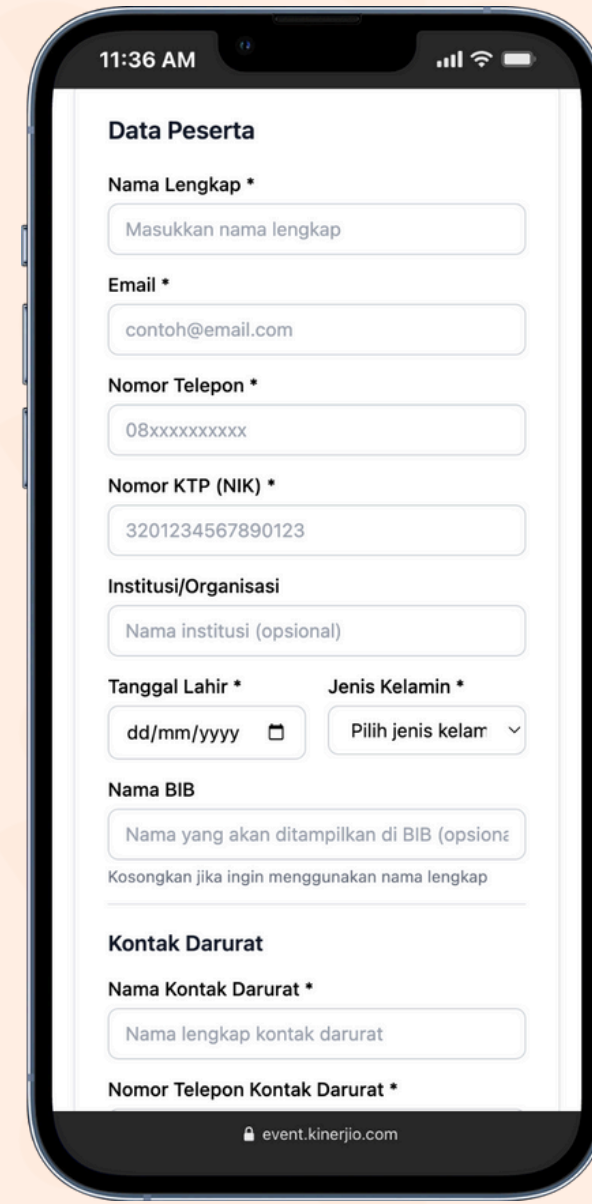 11:36 AM
Data Peserta
Nama Lengkap *
Masukkan nama lengkap
Email *
contoh@email.com
Nomor Telepon *
08xxxxxxxxxx
Nomor KTP (NIK) *
3201234567890123
Institusi/Organisasi
Nama institusi (opsional)
Tanggal Lahir * Jenis Kelamin *
dd/mm/yyyy Pilih jenis kelam
Nama BIB
Nama yang akan ditampilkan di BIB (opsiona
Kosongkan jika ingin menggunakan nama lengkap
Kontak Darurat
Nama Kontak Darurat *
Nama lengkap kontak darurat
Nomor Telepon Kontak Darurat *
event.kinerjio.com